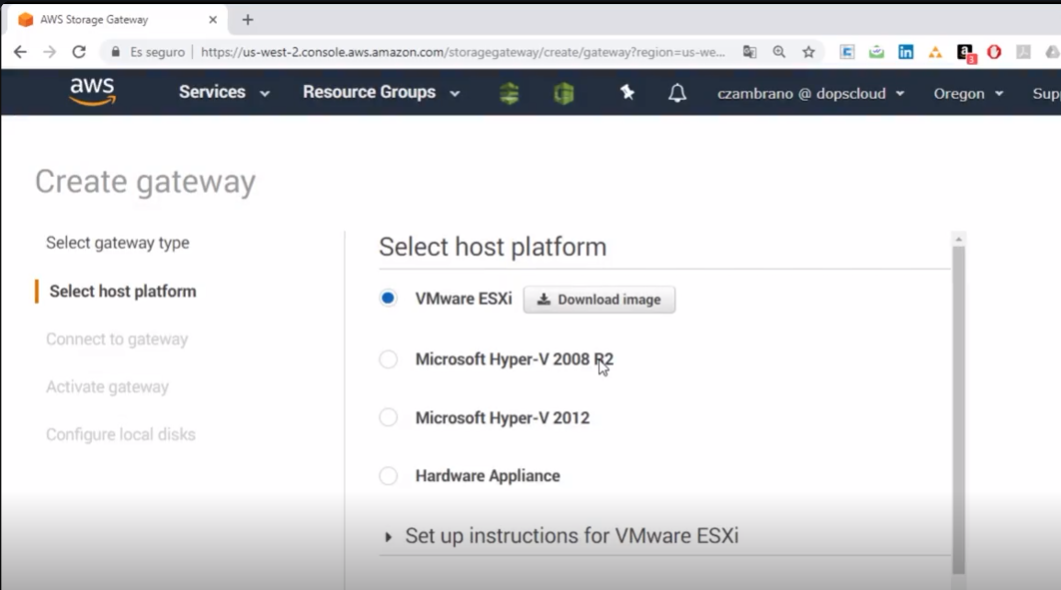 AWS Storage Gateway
Es seguro | https://us-west-2.console.aws.amazon.com/storagegateway/create/gateway?region=us-we...
a 3
aws Services Resource Groups czambrano @ dopscloud Oregon Sup
Create gateway
Select gateway type
Select host platform
Connect to gateway
Activate gateway
Configure local disks
Select host platform
VMware ESXi Download image
Microsoft Hyper-V 2008 R2
Microsoft Hyper-V 2012
Hardware Appliance
Set up instructions for VMware ESXi